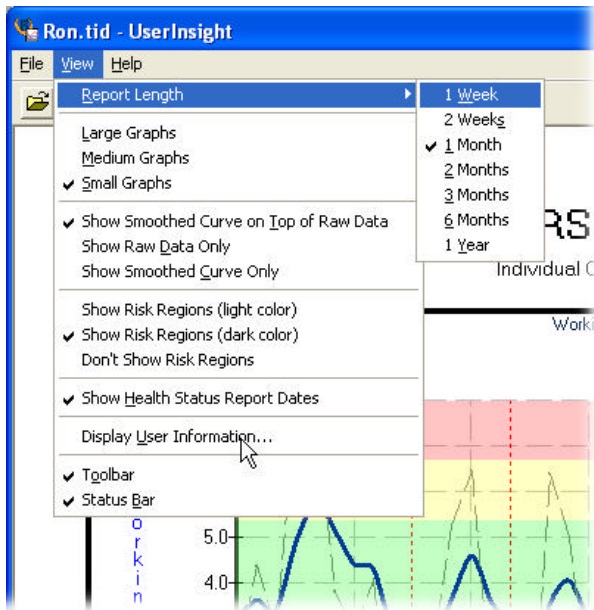 Ron.tid - UserInsight
File View Help
Report Length
Large Graphs
Medium Graphs
Small Graphs
Show Smoothed Curve on Top of Raw Data
Show Raw Data Only
Show Smoothed Curve Only
Show Risk Regions (light color)
Show Risk Regions (dark color)
Don't Show Risk Regions
Show Health Status Report Dates
Display User Information...
Toolbar
Status Bar
1 Week
2 Weeks
1 Month
2 Months
3 Months
6 Months
1 Year
RS
Individual
Worki
orkin
5.0
4.0